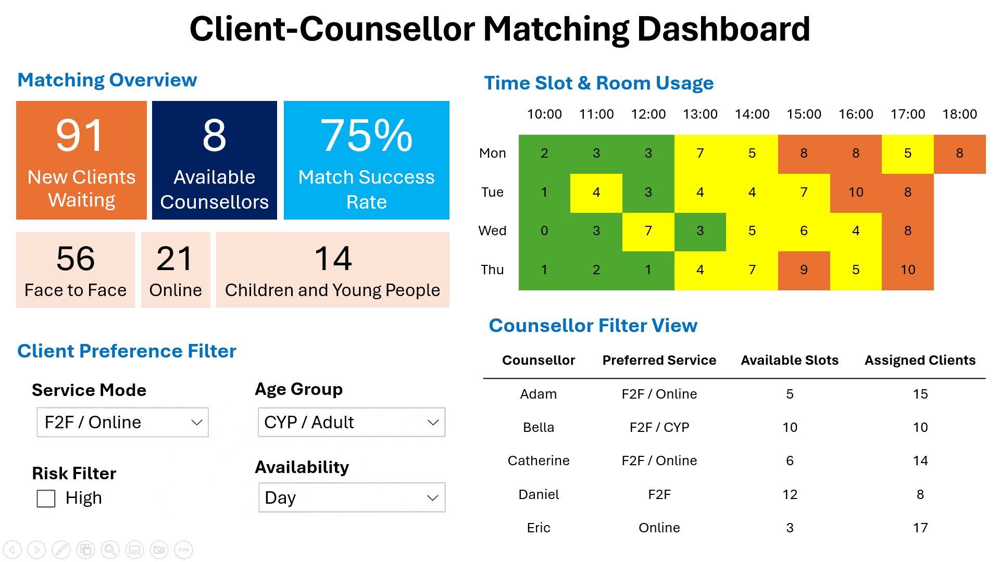 Client-Counsellor Matching Dashboard
Matching Overview
91
New Clients
Waiting
8
Available
Counsellors
75%
Match Success
Rate
56
Face to Face
21
Online
14
Children and Young People
Client Preference Filter
Service Mode
F2F / Online
Age Group
CYP / Adult
Risk Filter
High
Availability
Day
Time Slot & Room Usage
10:00 11:00 12:00 13:00 14:00 15:00 16:00 17:00 18:00
Mon 2 3 3 7 5 8 8 5 8
Tue 1 4 3 4 4 7 10 8
Wed 0 3 7 3 5 6 4 8
Thu 1 2 1 4 7 9 5 10
Counsellor Filter View
Counsellor Preferred Service Available Slots Assigned Clients
Adam F2F / Online 5 15
Bella F2F / CYP 10 10
Catherine F2F / Online 6 14
Daniel F2F 12 8
Eric Online 3 17